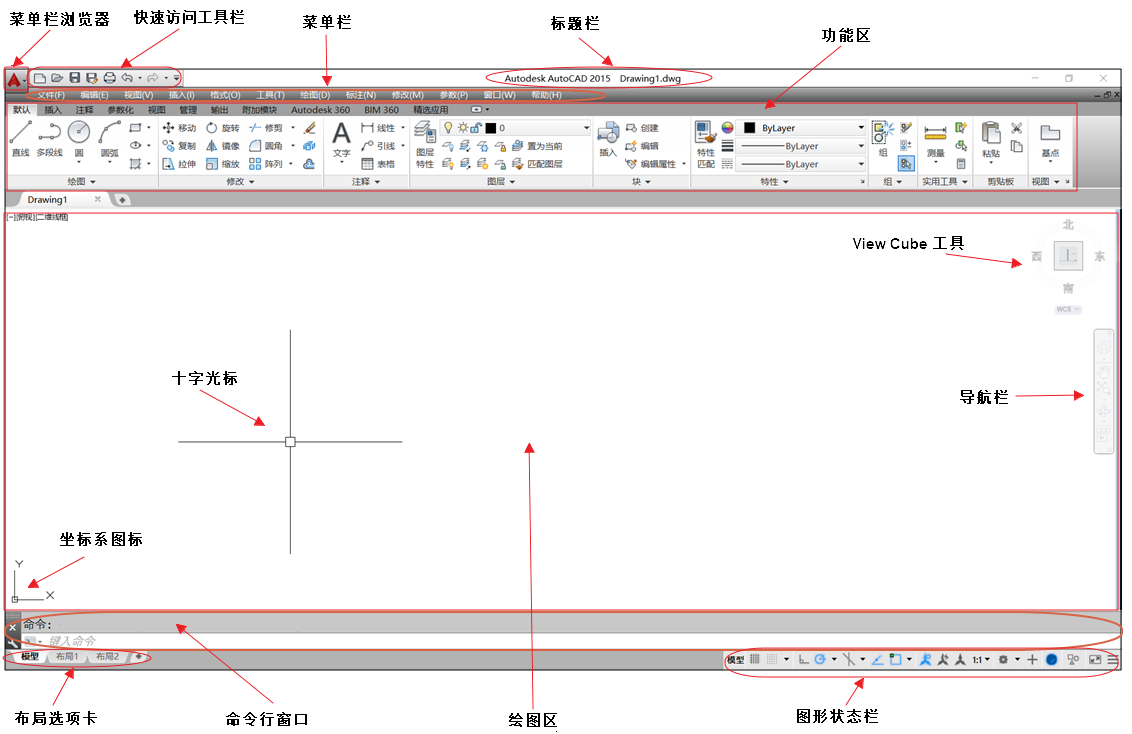 菜单栏浏览器 快速访问工具栏 菜单栏 标题栏 功能区
Autodesk AutoCAD 2015 Drawing1.dwg
文件(F) 编辑(E) 视图(V) 插入(I) 格式(O) 工具(T) 绘图(D) 标注(N) 修改(M) 参数(P) 窗口(W) 帮助(H)
默认 插入 注释 参数化 视图 管理 输出 附加模块 Autodesk 360 BIM 360 精选应用
移动 旋转 修剪 线性 0 创建 ByLayer
直线 多段线 圆 圆弧 复制 镜像 圆角 文字 引线 图层特性 置为当前 插入 编辑 特性匹配 ByLayer 组 测量 粘贴 基点
拉伸 缩放 阵列 表格 匹配图层 编辑属性 ByLayer
绘图 修改 注释 图层 块 特性 组 实用工具 剪贴板 视图
Drawing1
[−][俯视][二维线框]
北
View Cube 工具
西 上 东
南
WCS
十字光标
导航栏
坐标系图标
Y
X
命令:
键入命令
模型 布局1 布局2
模型 1:1
布局选项卡 命令行窗口 绘图区 图形状态栏